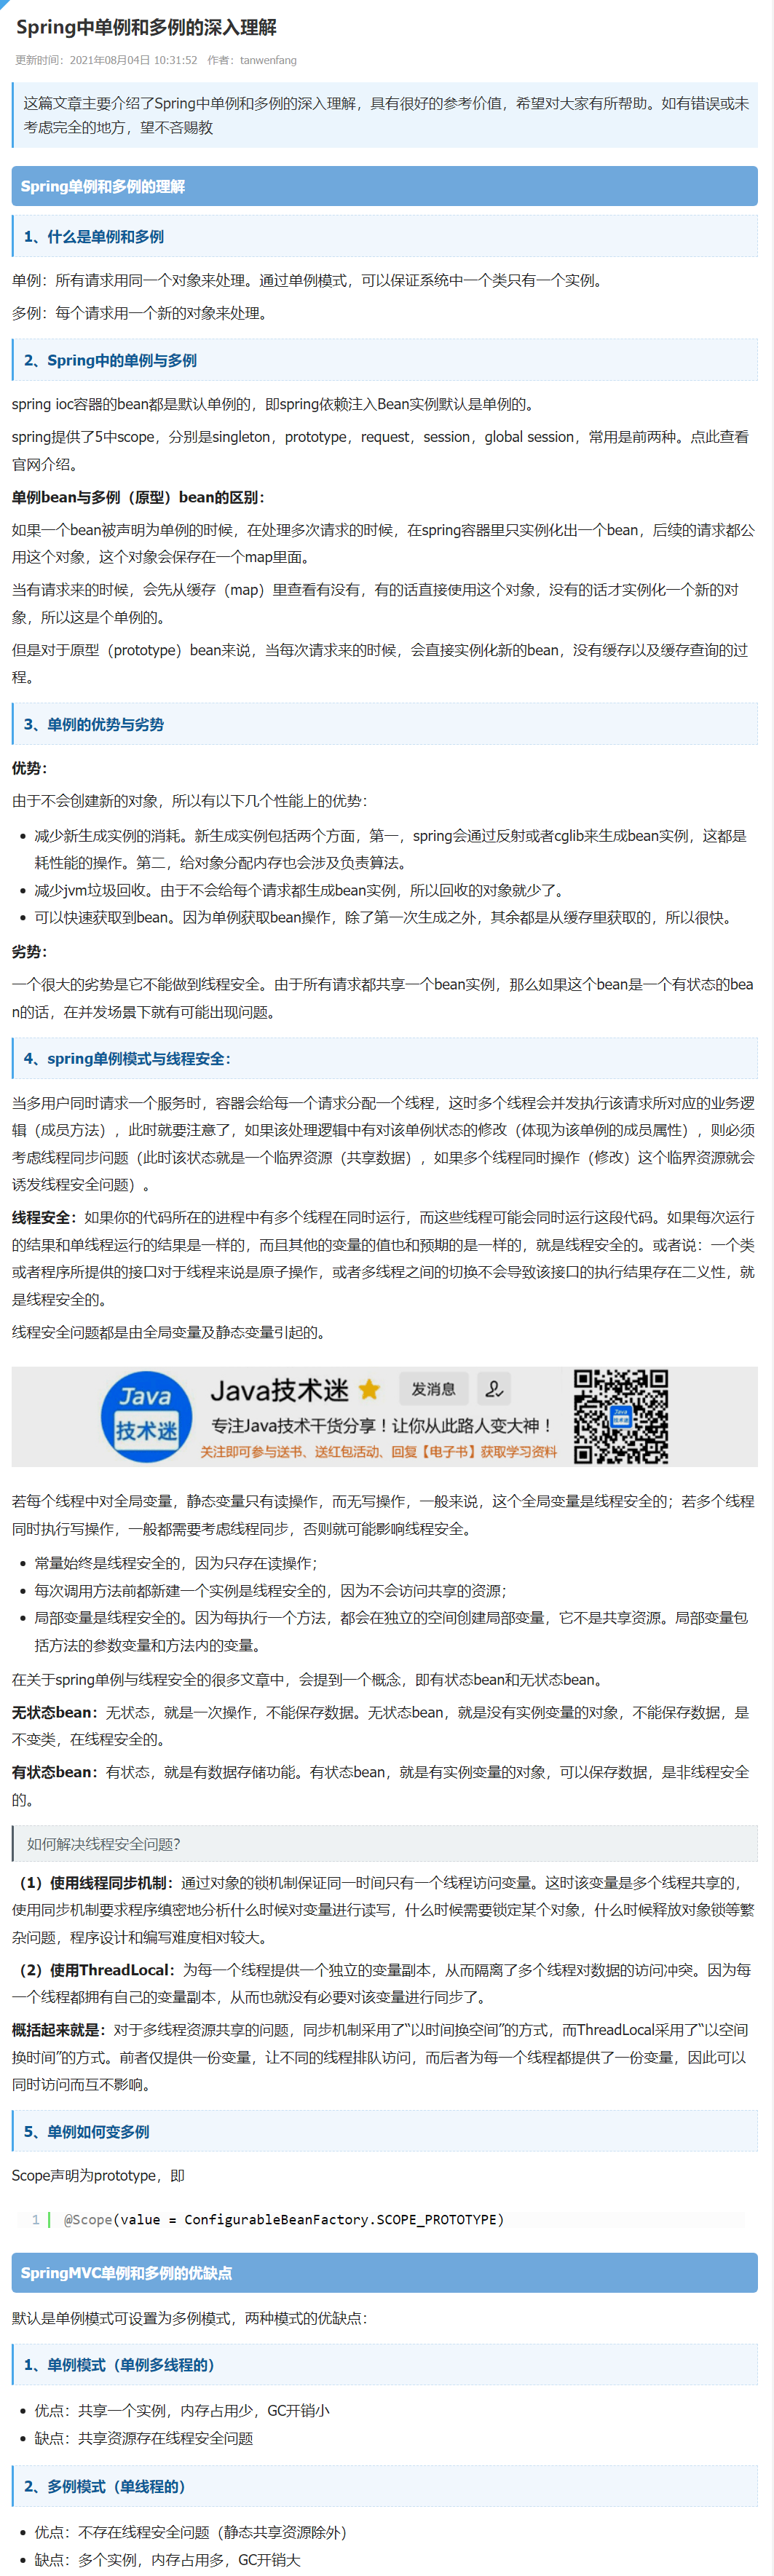 Spring中单例和多例的深入理解
更新时间：2021年08月04日 10:31:52 作者：tanwenfang
这篇文章主要介绍了Spring中单例和多例的深入理解，具有很好的参考价值，希望对大家有所帮助。如有错误或未
考虑完全的地方，望不吝赐教
Spring单例和多例的理解
1、什么是单例和多例
单例：所有请求用同一个对象来处理。通过单例模式，可以保证系统中一个类只有一个实例。
多例：每个请求用一个新的对象来处理。
2、Spring中的单例与多例
spring ioc容器的bean都是默认单例的，即spring依赖注入Bean实例默认是单例的。
spring提供了5中scope，分别是singleton，prototype，request，session，global session，常用是前两种。点此查看
官网介绍。
单例bean与多例（原型）bean的区别：
如果一个bean被声明为单例的时候，在处理多次请求的时候，在spring容器里只实例化出一个bean，后续的请求都公
用这个对象，这个对象会保存在一个map里面。
当有请求来的时候，会先从缓存（map）里查看有没有，有的话直接使用这个对象，没有的话才实例化一个新的对
象，所以这是个单例的。
但是对于原型（prototype）bean来说，当每次请求来的时候，会直接实例化新的bean，没有缓存以及缓存查询的过
程。
3、单例的优势与劣势
优势：
由于不会创建新的对象，所以有以下几个性能上的优势：
• 减少新生成实例的消耗。新生成实例包括两个方面，第一，spring会通过反射或者cglib来生成bean实例，这都是
耗性能的操作。第二，给对象分配内存也会涉及负责算法。
• 减少jvm垃圾回收。由于不会给每个请求都生成bean实例，所以回收的对象就少了。
• 可以快速获取到bean。因为单例获取bean操作，除了第一次生成之外，其余都是从缓存里获取的，所以很快。
劣势：
一个很大的劣势是它不能做到线程安全。由于所有请求都共享一个bean实例，那么如果这个bean是一个有状态的bea
n的话，在并发场景下就有可能出现问题。
4、spring单例模式与线程安全：
当多用户同时请求一个服务时，容器会给每一个请求分配一个线程，这时多个线程会并发执行该请求所对应的业务逻
辑（成员方法），此时就要注意了，如果该处理逻辑中有对该单例状态的修改（体现为该单例的成员属性），则必须
考虑线程同步问题（此时该状态就是一个临界资源（共享数据），如果多个线程同时操作（修改）这个临界资源就会
诱发线程安全问题）。
线程安全：如果你的代码所在的进程中有多个线程在同时运行，而这些线程可能会同时运行这段代码。如果每次运行
的结果和单线程运行的结果是一样的，而且其他的变量的值也和预期的是一样的，就是线程安全的。或者说：一个类
或者程序所提供的接口对于线程来说是原子操作，或者多线程之间的切换不会导致该接口的执行结果存在二义性，就
是线程安全的。
线程安全问题都是由全局变量及静态变量引起的。
Java
技术迷
Java技术迷
发消息
专注Java技术干货分享！让你从此路人变大神！
关注即可参与送书、送红包活动、回复【电子书】获取学习资料
Java
技术迷
若每个线程中对全局变量，静态变量只有读操作，而无写操作，一般来说，这个全局变量是线程安全的；若多个线程
同时执行写操作，一般都需要考虑线程同步，否则就可能影响线程安全。
• 常量始终是线程安全的，因为只存在读操作；
• 每次调用方法前都新建一个实例是线程安全的，因为不会访问共享的资源；
• 局部变量是线程安全的。因为每执行一个方法，都会在独立的空间创建局部变量，它不是共享资源。局部变量包
括方法的参数变量和方法内的变量。
在关于spring单例与线程安全的很多文章中，会提到一个概念，即有状态bean和无状态bean。
无状态bean：无状态，就是一次操作，不能保存数据。无状态bean，就是没有实例变量的对象，不能保存数据，是
不变类，在线程安全的。
有状态bean：有状态，就是有数据存储功能。有状态bean，就是有实例变量的对象，可以保存数据，是非线程安全
的。
如何解决线程安全问题？
（1）使用线程同步机制：通过对象的锁机制保证同一时间只有一个线程访问变量。这时该变量是多个线程共享的，
使用同步机制要求程序缜密地分析什么时候对变量进行读写，什么时候需要锁定某个对象，什么时候释放对象锁等繁
杂问题，程序设计和编写难度相对较大。
（2）使用ThreadLocal：为每一个线程提供一个独立的变量副本，从而隔离了多个线程对数据的访问冲突。因为每
一个线程都拥有自己的变量副本，从而也就没有必要对该变量进行同步了。
概括起来就是：对于多线程资源共享的问题，同步机制采用了“以时间换空间”的方式，而ThreadLocal采用了“以空间
换时间”的方式。前者仅提供一份变量，让不同的线程排队访问，而后者为每一个线程都提供了一份变量，因此可以
同时访问而互不影响。
5、单例如何变多例
Scope声明为prototype，即
1 @Scope(value = ConfigurableBeanFactory.SCOPE_PROTOTYPE)
SpringMVC单例和多例的优缺点
默认是单例模式可设置为多例模式，两种模式的优缺点：
1、单例模式（单例多线程的）
• 优点：共享一个实例，内存占用少，GC开销小
• 缺点：共享资源存在线程安全问题
2、多例模式（单线程的）
• 优点：不存在线程安全问题（静态共享资源除外）
• 缺点：多个实例，内存占用多，GC开销大